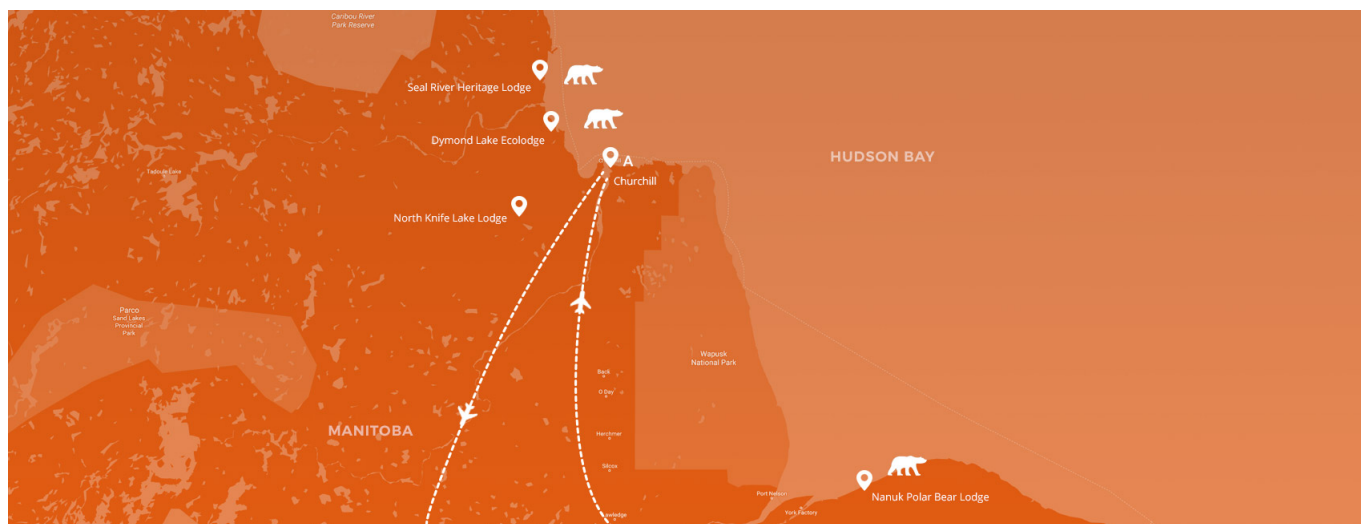 Caribou River
Park Reserve
Seal River Heritage Lodge
Dymond Lake Ecolodge
HUDSON BAY
A
Churchill
Tadoule Lake
North Knife Lake Lodge
Parco
Sand Lakes
Provincial
Park
Wapusk
National Park
Back
O'Day
MANITOBA
Herchmer
Silcox
Port Nelson
Nanuk Polar Bear Lodge
York Factory